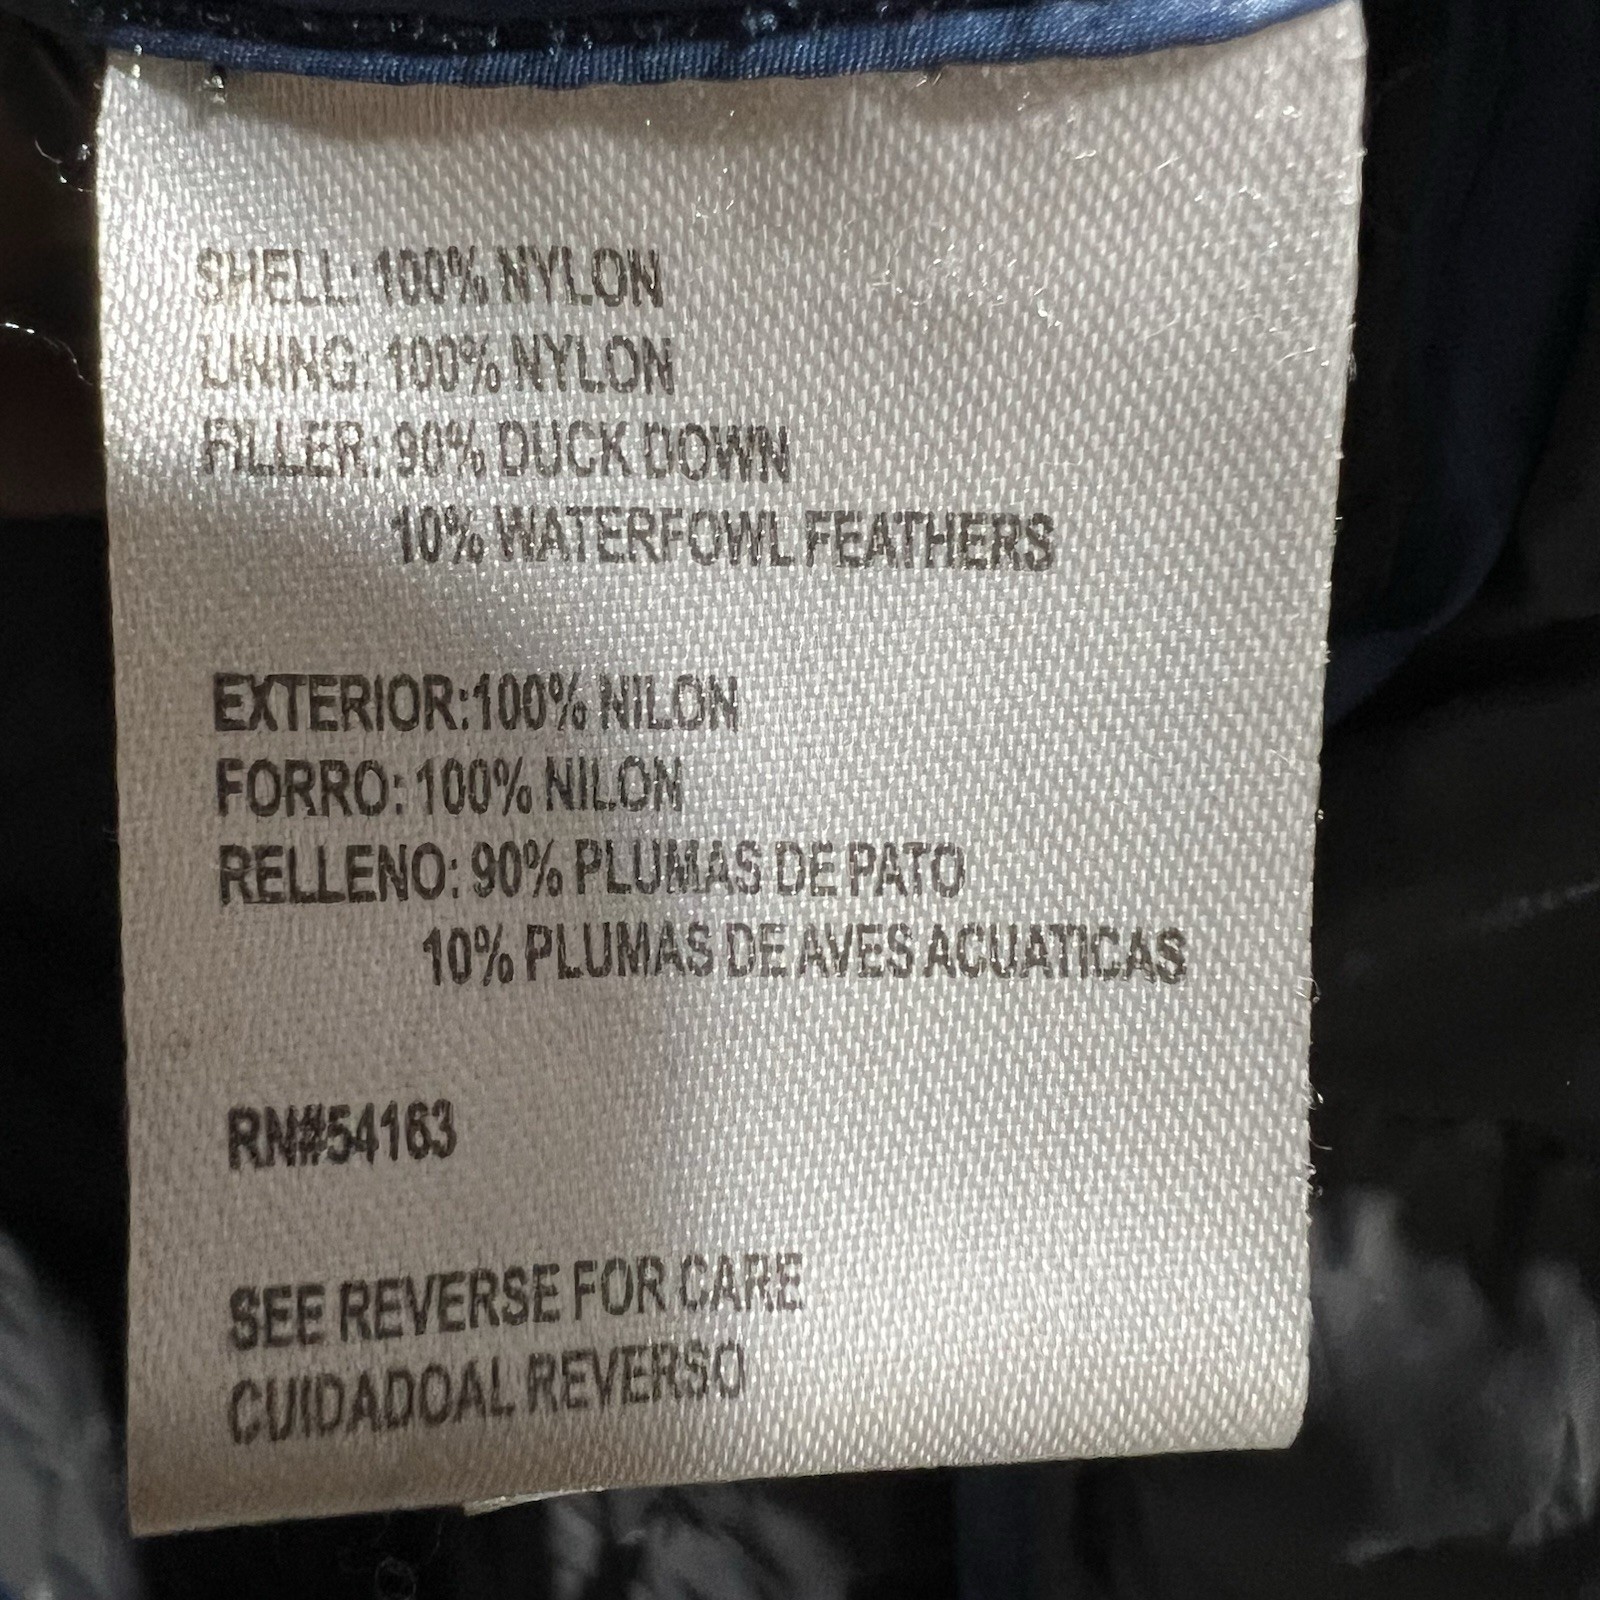 SHELL: 100% NYLON
LINING: 100% NYLON
FILLER: 90% DUCK DOWN
10% WATERFOWL FEATHERS
EXTERIOR:100% NILON
FORRO: 100% NILON
RELLENO: 90% PLUMAS DE PATO
10% PLUMAS DE AVES ACUATICAS
RN#54163
SEE REVERSE FOR CARE
CUIDADOAL REVERSO